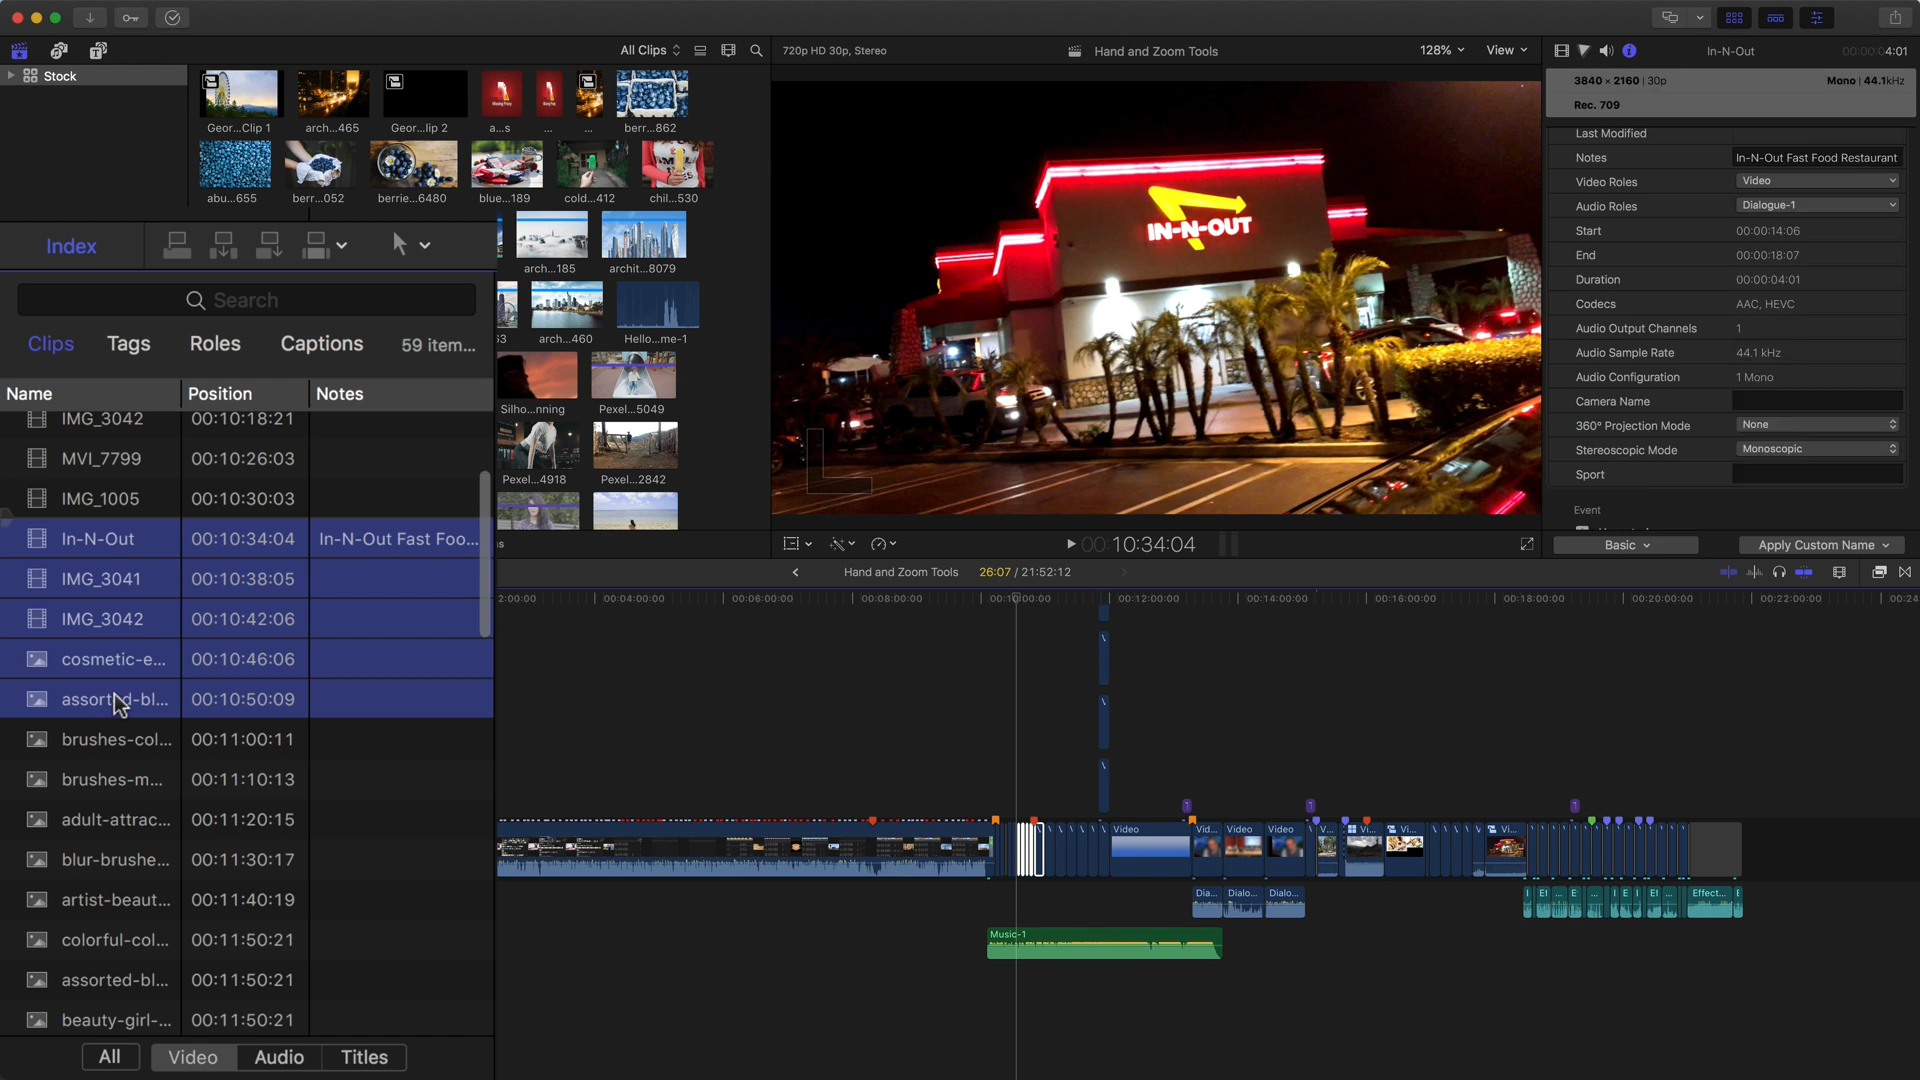 All Clips
720p HD 30p, Stereo
Hand and Zoom Tools
128%
View
In-N-Out
00:00:04:01
Stock
3840 × 2160 | 30p
Mono | 44.1kHz
Rec. 709
Geor...Clip 1
arch...465
Geor...lip 2
a...s
...
...
berr...862
abu...655
berr...052
berrie...6480
blue...189
cold...412
chil...530
arch...185
archit...8079
63
arch...460
Hello...me-1
Silho...nning
Pexel...5049
Pexel...4918
Pexel...2842
IN-N-OUT
Last Modified
Notes
In-N-Out Fast Food Restaurant
Video Roles
Video
Audio Roles
Dialogue-1
Start
00:00:14:06
End
00:00:18:07
Duration
00:00:04:01
Codecs
AAC, HEVC
Audio Output Channels
1
Audio Sample Rate
44.1 kHz
Audio Configuration
1 Mono
Camera Name
360° Projection Mode
None
Stereoscopic Mode
Monoscopic
Sport
Event
Basic
Apply Custom Name
Index
Search
Clips
Tags
Roles
Captions
59 item...
Name
Position
Notes
IMG_3042
00:10:18:21
MVI_7799
00:10:26:03
IMG_1005
00:10:30:03
In-N-Out
00:10:34:04
In-N-Out Fast Foo...
IMG_3041
00:10:38:05
IMG_3042
00:10:42:06
cosmetic-e...
00:10:46:06
assorted-bl...
00:10:50:09
brushes-col...
00:11:00:11
brushes-m...
00:11:10:13
adult-attrac...
00:11:20:15
blur-brushe...
00:11:30:17
artist-beaut...
00:11:40:19
colorful-col...
00:11:50:21
assorted-bl...
00:11:50:21
beauty-girl-...
00:11:50:21
All
Video
Audio
Titles
00:10:34:04
Hand and Zoom Tools
26:07 / 21:52:12
2:00:00
00:04:00:00
00:06:00:00
00:08:00:00
00:10:00:00
00:12:00:00
00:14:00:00
00:16:00:00
00:18:00:00
00:20:00:00
00:22:00:00
00:24
Video
Vid...
Video
Video
V...
Vi...
Vi...
Vi...
Dia...
Dialo...
Dialo...
Effect...
Music-1